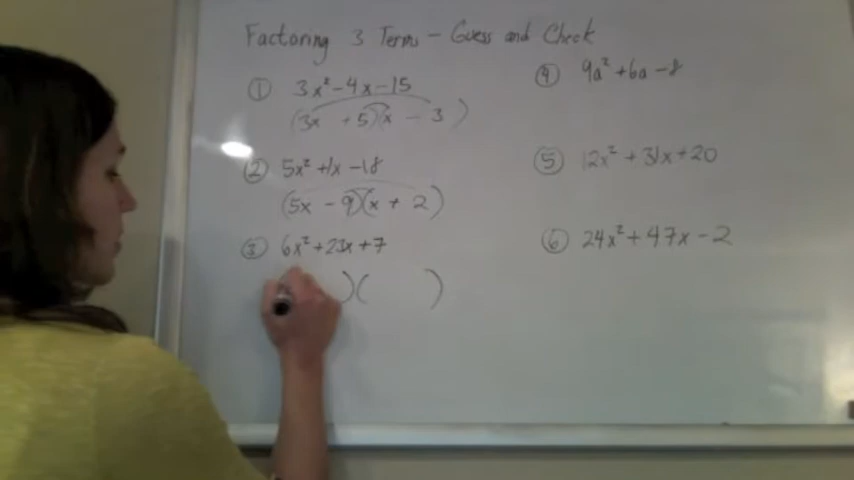 Factoring 3 Terms - Guess and Check
① 3x² - 4x - 15
(3x + 5)(x - 3)
② 5x² + 1x - 18
(5x - 9)(x + 2)
③ 6x² + 23x + 7
)( )
④ 9a² + 6a - 8
⑤ 12x² + 31x + 20
⑥ 24x² + 47x - 2